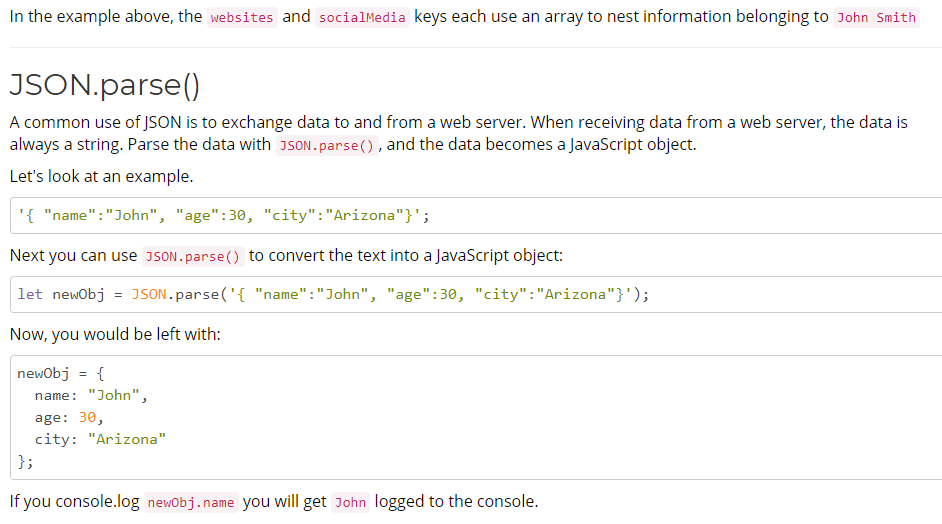 In the example above, the websites and socialMedia keys each use an array to nest information belonging to John Smith
JSON.parse()
A common use of JSON is to exchange data to and from a web server. When receiving data from a web server, the data is
always a string. Parse the data with JSON.parse() , and the data becomes a JavaScript object.
Let's look at an example.
'{ "name":"John", "age":30, "city":"Arizona"}';
Next you can use JSON.parse() to convert the text into a JavaScript object:
let newObj = JSON.parse('{ "name":"John", "age":30, "city":"Arizona"}');
Now, you would be left with:
newObj = {
  name: "John",
  age: 30,
  city: "Arizona"
};
If you console.log newObj.name you will get John logged to the console.